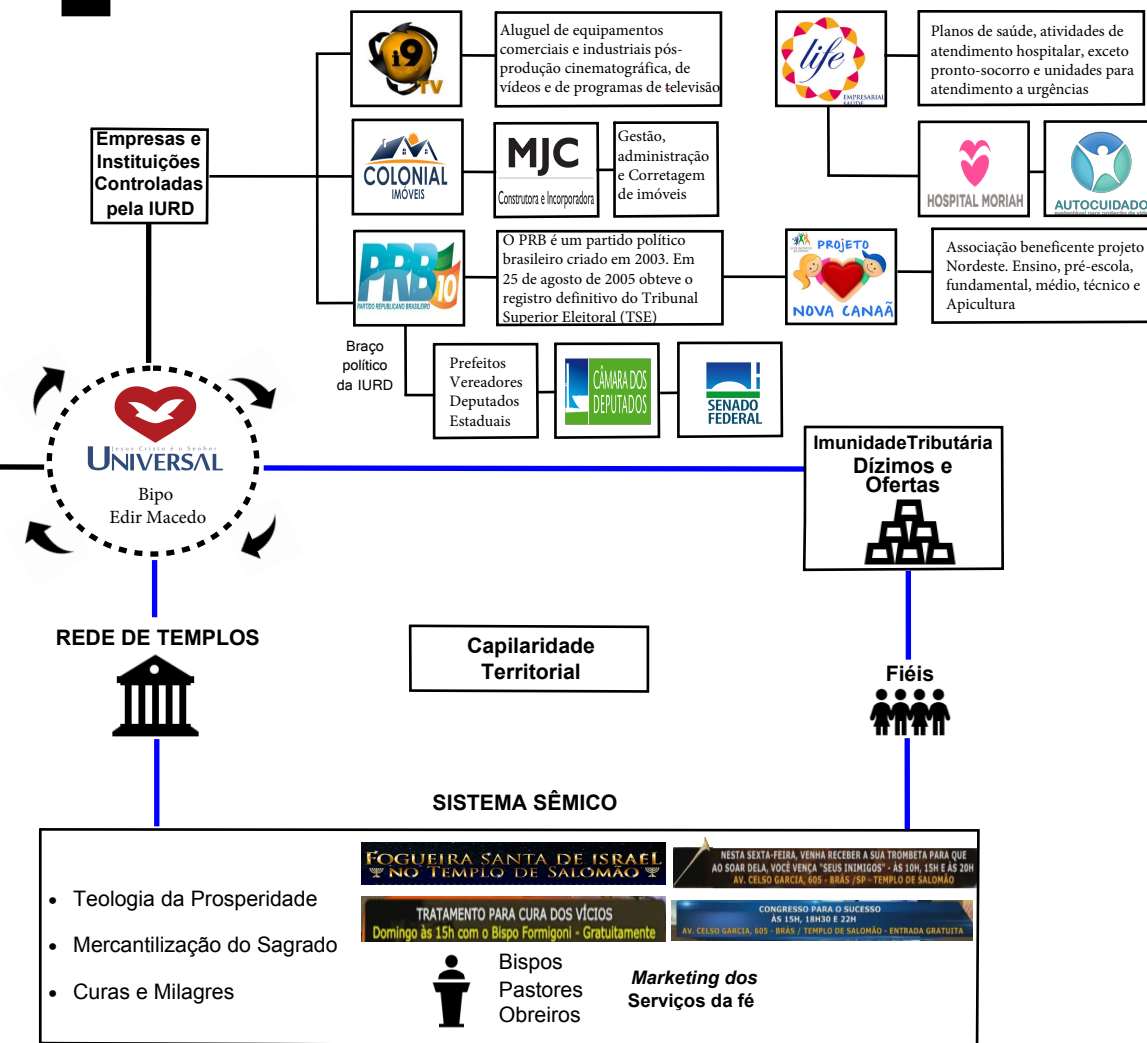 i9
TV
Aluguel de equipamentos
comerciais e industriais pós-
produção cinematográfica, de
vídeos e de programas de televisão
life
EMPRESARIAL
SAÚDE
Planos de saúde, atividades de
atendimento hospitalar, exceto
pronto-socorro e unidades para
atendimento a urgências
Empresas e
Instituições
Controladas
pela IURD
COLONIAL
IMÓVEIS
MJC
Construtora e Incorporadora
Gestão,
administração
e Corretagem
de imóveis
HOSPITAL MORIAH
AUTOCUIDADO
PRB
10
PARTIDO REPUBLICANO BRASILEIRO
O PRB é um partido político
brasileiro criado em 2003. Em
25 de agosto de 2005 obteve o
registro definitivo do Tribunal
Superior Eleitoral (TSE)
PROJETO
NOVA CANAÃ
Associação beneficente projeto
Nordeste. Ensino, pré-escola,
fundamental, médio, técnico e
Apicultura
Braço
político
da IURD
Prefeitos
Vereadores
Deputados
Estaduais
CÂMARA DOS
DEPUTADOS
SENADO
FEDERAL
Jesus Cristo é o Senhor
UNIVERSAL
Bipo
Edir Macedo
ImunidadeTributária
Dízimos e
Ofertas
REDE DE TEMPLOS
Capilaridade
Territorial
Fiéis
SISTEMA SÊMICO
• Teologia da Prosperidade
• Mercantilização do Sagrado
• Curas e Milagres
FOGUEIRA SANTA DE ISRAEL
NO TEMPLO DE SALOMÃO
NESTA SEXTA-FEIRA, VENHA RECEBER A SUA TROMBETA PARA QUE
AO SOAR DELA, VOCÊ VENÇA "SEUS INIMIGOS" - ÀS 10H, 15H E ÀS 20H
AV. CELSO GARCIA, 605 - BRÁS /SP - TEMPLO DE SALOMÃO
TRATAMENTO PARA CURA DOS VÍCIOS
Domingo às 15h com o Bispo Formigoni - Gratuitamente
CONGRESSO PARA O SUCESSO
ÀS 15H, 18H30 E 22H
AV. CELSO GARCIA, 605 - BRÁS / TEMPLO DE SALOMÃO - ENTRADA GRATUITA
Bispos
Pastores
Obreiros
Marketing dos
Serviços da fé